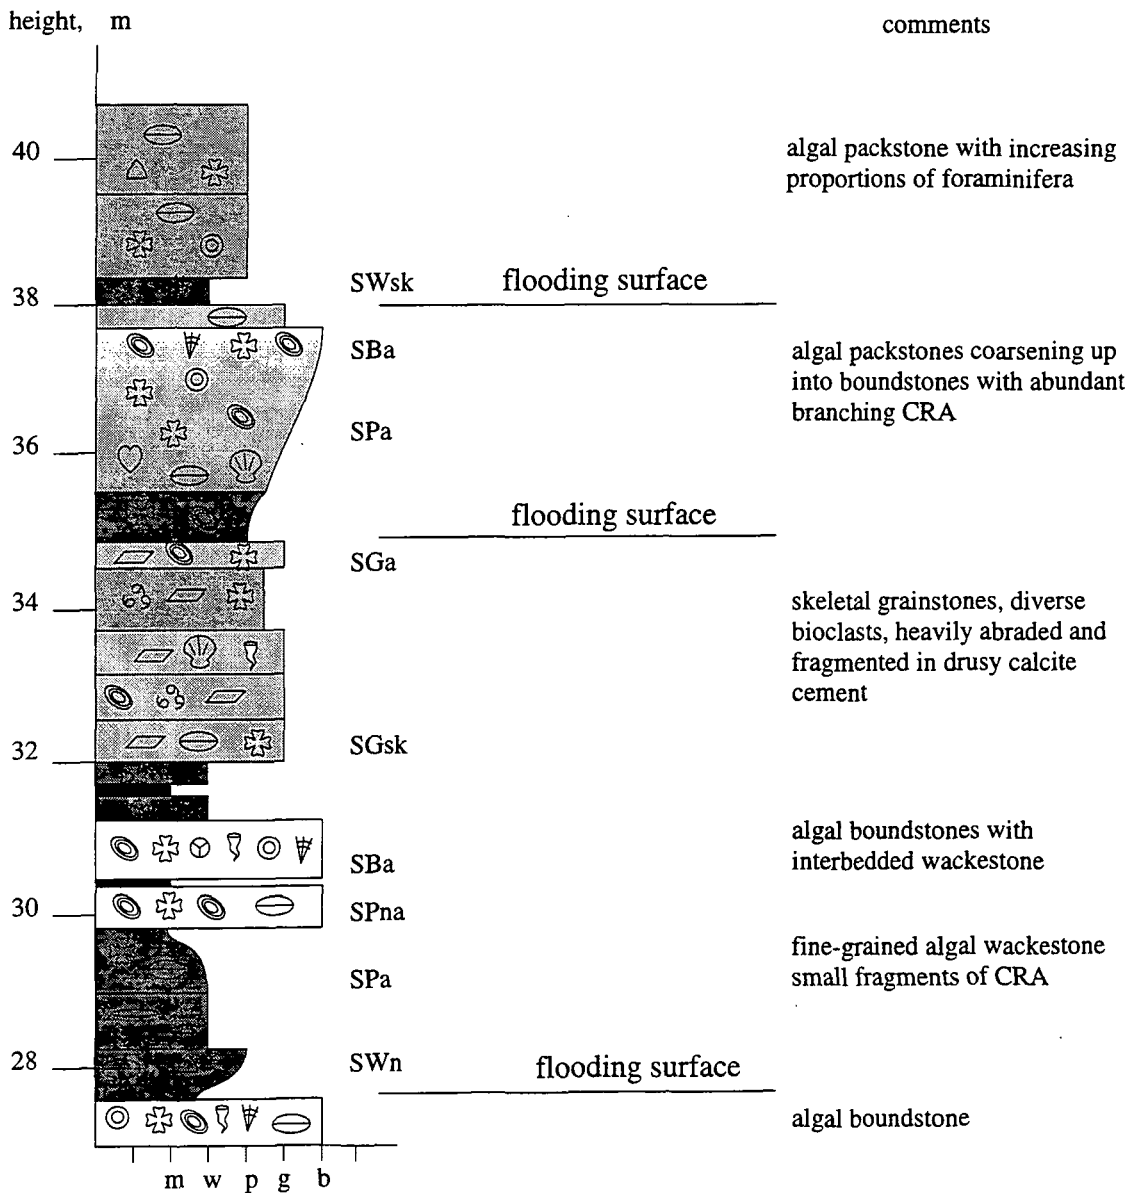 height, m
comments
40
algal packstone with increasing
proportions of foraminifera
SWsk
flooding surface
38
SBa
algal packstones coarsening up
into boundstones with abundant
branching CRA
SPa
36
flooding surface
SGa
34
skeletal grainstones, diverse
bioclasts, heavily abraded and
fragmented in drusy calcite
cement
SGsk
32
algal boundstones with
interbedded wackestone
SBa
30
SPna
fine-grained algal wackestone
small fragments of CRA
SPa
28
SWn
flooding surface
algal boundstone
m w p g b